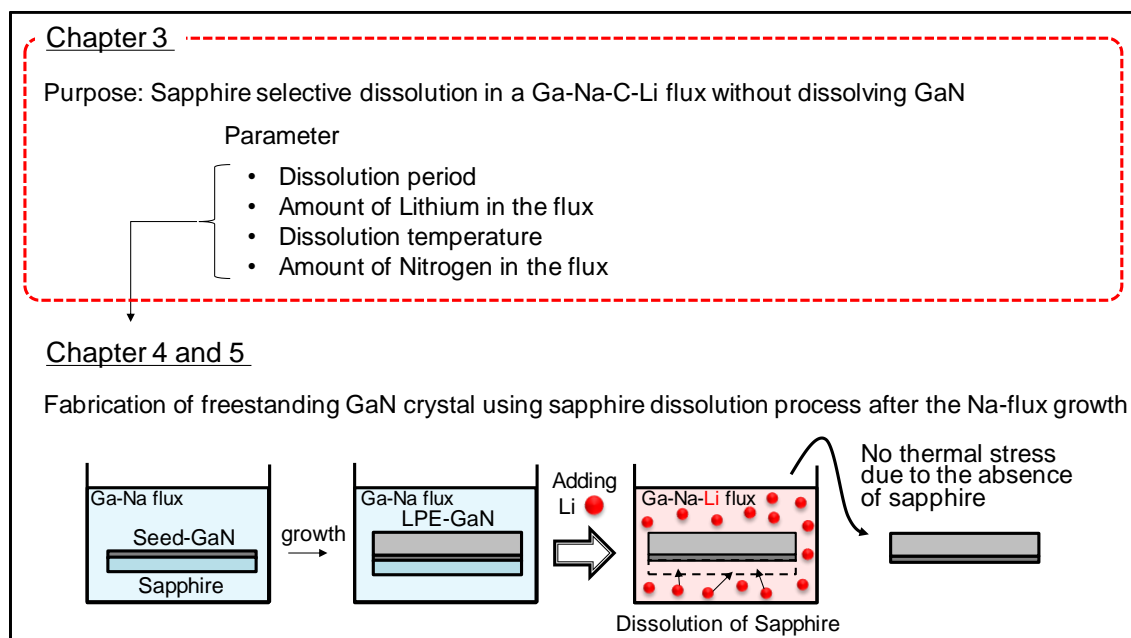 Chapter 3
Purpose: Sapphire selective dissolution in a Ga-Na-C-Li flux without dissolving GaN
Parameter
• Dissolution period
• Amount of Lithium in the flux
• Dissolution temperature
• Amount of Nitrogen in the flux
Chapter 4 and 5
Fabrication of freestanding GaN crystal using sapphire dissolution process after the Na-flux growth
Ga-Na flux
Seed-GaN
Sapphire
growth
Ga-Na flux
LPE-GaN
Adding
Li
Ga-Na-Li flux
Dissolution of Sapphire
No thermal stress
due to the absence
of sapphire